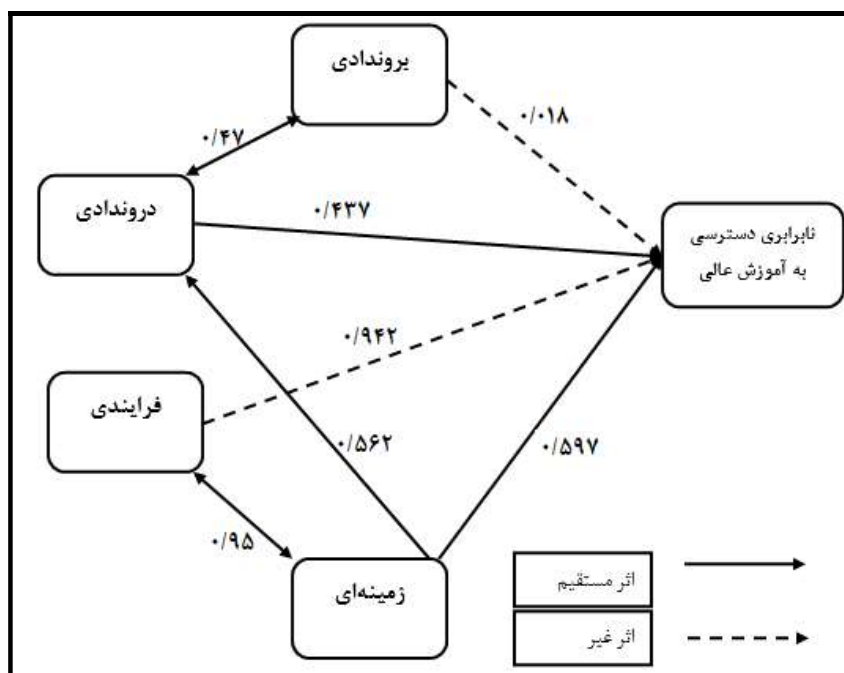 یروندادی
۰/۰۱۸
۰/۴۷
دروندادی
۰/۴۳۷
نابرابری دسترسی
به آموزش عالی
۰/۹۴۲
فرایندی
۰/۵۶۲
۰/۵۹۷
۰/۹۵
زمینه‌ای
اثر مستقیم
اثر غیر